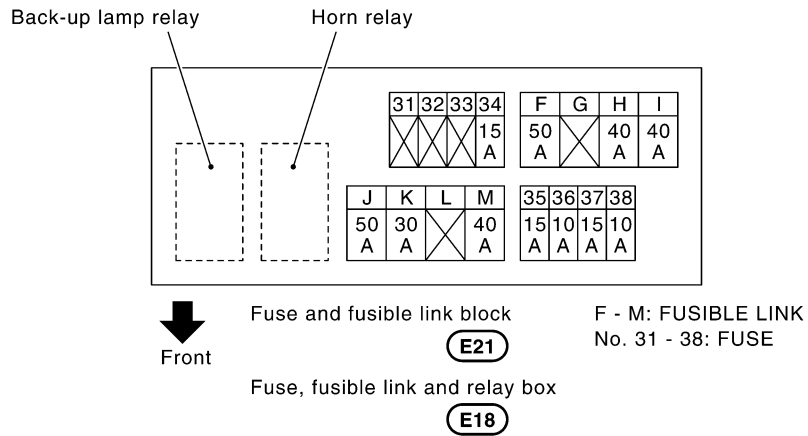 Back-up lamp relay
Horn relay
31 32 33 34
15 A
F G H I
50 A 40 A 40 A
J K L M
50 A 30 A 40 A
35 36 37 38
15 A 10 A 15 A 10 A
Front
Fuse and fusible link block
E21
F - M: FUSIBLE LINK
No. 31 - 38: FUSE
Fuse, fusible link and relay box
E18